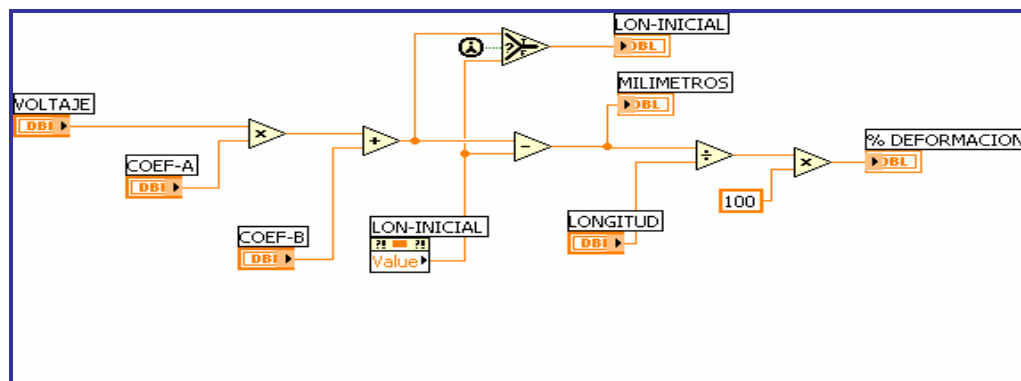 LON-INICIAL
DBL
MILIMETROS
DBL
VOLTAJE
DBl
% DEFORMACION
DBL
COEF-A
DBl
100
LON-INICIAL
?! ?!
Value
LONGITUD
DBl
COEF-B
DBl